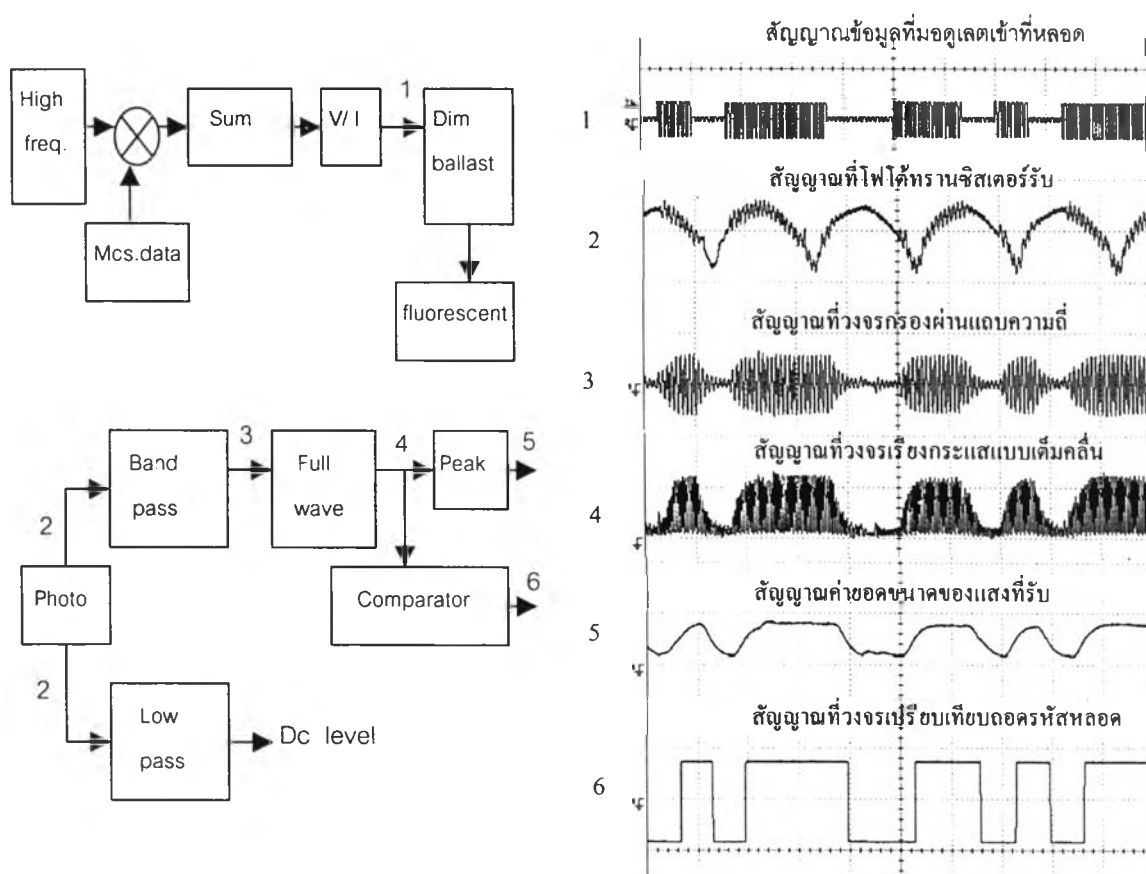 High
freq.
Sum
V/ I
1
Dim
ballast
Mcs.data
fluorescent
Band
pass
3
Full
wave
4
Peak
5
2
Photo
Comparator
6
2
Low
pass
Dc level
สัญญาณข้อมูลที่มอดูเลตเข้าที่หลอด
1
สัญญาณที่โฟโต้ทรานซิสเตอร์รับ
2
สัญญาณที่วงจรกรองผ่านแถบความถี่
3
สัญญาณที่วงจรเรียงกระแสแบบเต็มคลื่น
4
สัญญาณค่ายอดขนาดของแสงที่รับ
5
สัญญาณที่วงจรเปรียบเทียบถอดรหัสหลอด
6